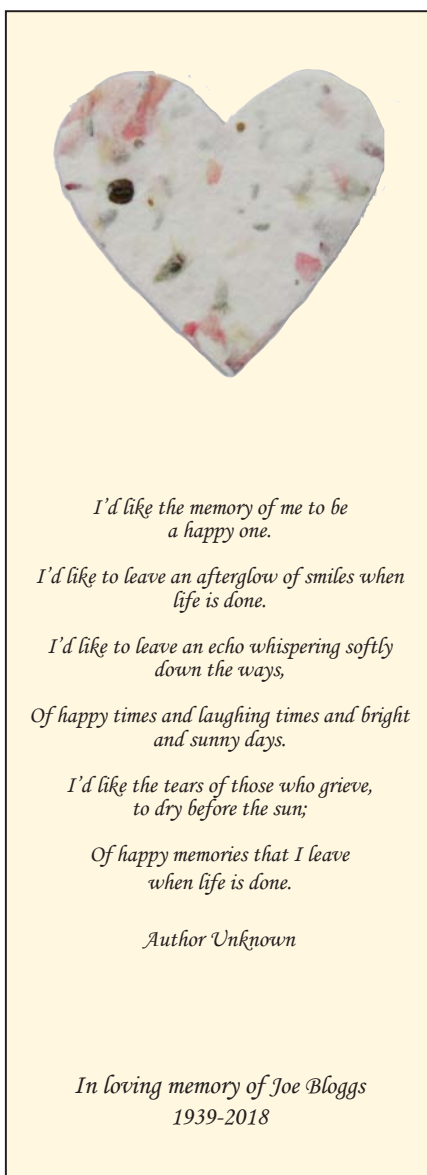 I'd like the memory of me to be
a happy one.
I'd like to leave an afterglow of smiles when
life is done.
I'd like to leave an echo whispering softly
down the ways,
Of happy times and laughing times and bright
and sunny days.
I'd like the tears of those who grieve,
to dry before the sun;
Of happy memories that I leave
when life is done.
Author Unknown
In loving memory of Joe Bloggs
1939-2018